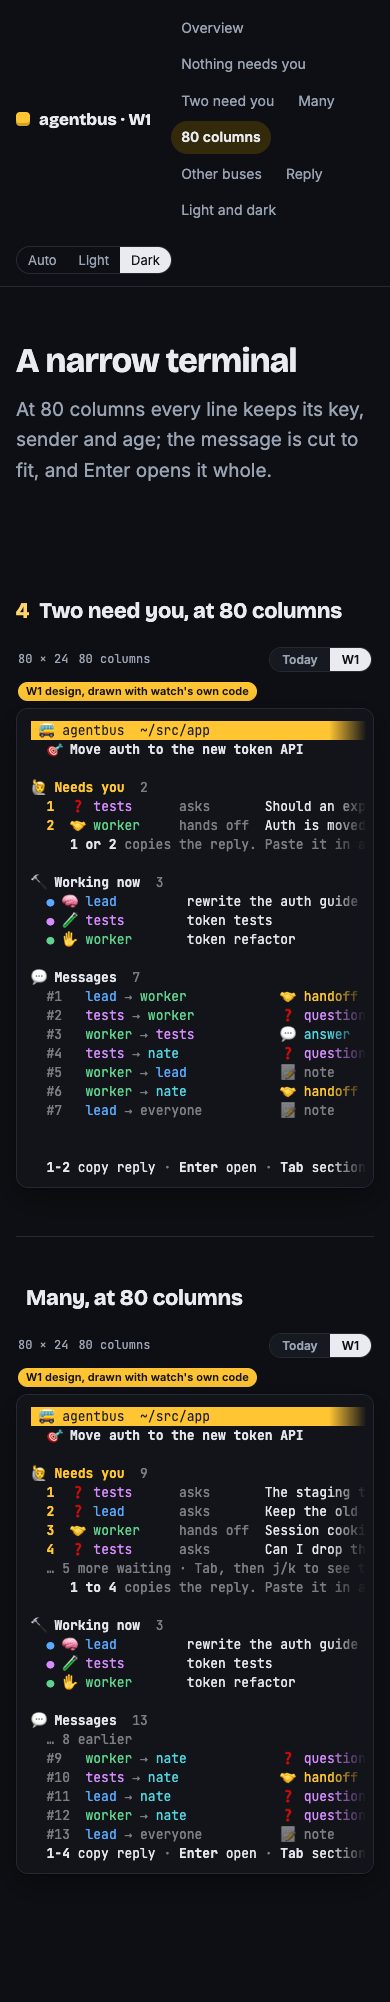 Overview
Nothing needs you
Two need you Many
agentbus · W1
80 columns
Other buses Reply
Light and dark
Auto Light Dark
A narrow terminal
At 80 columns every line keeps its key,
sender and age; the message is cut to
fit, and Enter opens it whole.
4 Two need you, at 80 columns
80 × 24 80 columns Today W1
W1 design, drawn with watch's own code
agentbus ~/src/app
Move auth to the new token API
Needs you 2
1 ❓ tests asks Should an exp
2 worker hands off Auth is moved
1 or 2 copies the reply. Paste it in a
Working now 3
lead rewrite the auth guide
tests token tests
worker token refactor
Messages 7
#1 lead → worker handoff
#2 tests → worker ❓ question
#3 worker → tests answer
#4 tests → nate ❓ question
#5 worker → lead note
#6 worker → nate handoff
#7 lead → everyone note
1-2 copy reply · Enter open · Tab section
Many, at 80 columns
80 × 24 80 columns Today W1
W1 design, drawn with watch's own code
agentbus ~/src/app
Move auth to the new token API
Needs you 9
1 ❓ tests asks The staging t
2 ❓ lead asks Keep the old
3 worker hands off Session cooki
4 ❓ tests asks Can I drop th
… 5 more waiting · Tab, then j/k to see t
1 to 4 copies the reply. Paste it in a
Working now 3
lead rewrite the auth guide
tests token tests
worker token refactor
Messages 13
… 8 earlier
#9 worker → nate ❓ question
#10 tests → nate handoff
#11 lead → nate ❓ question
#12 worker → nate ❓ question
#13 lead → everyone note
1-4 copy reply · Enter open · Tab section